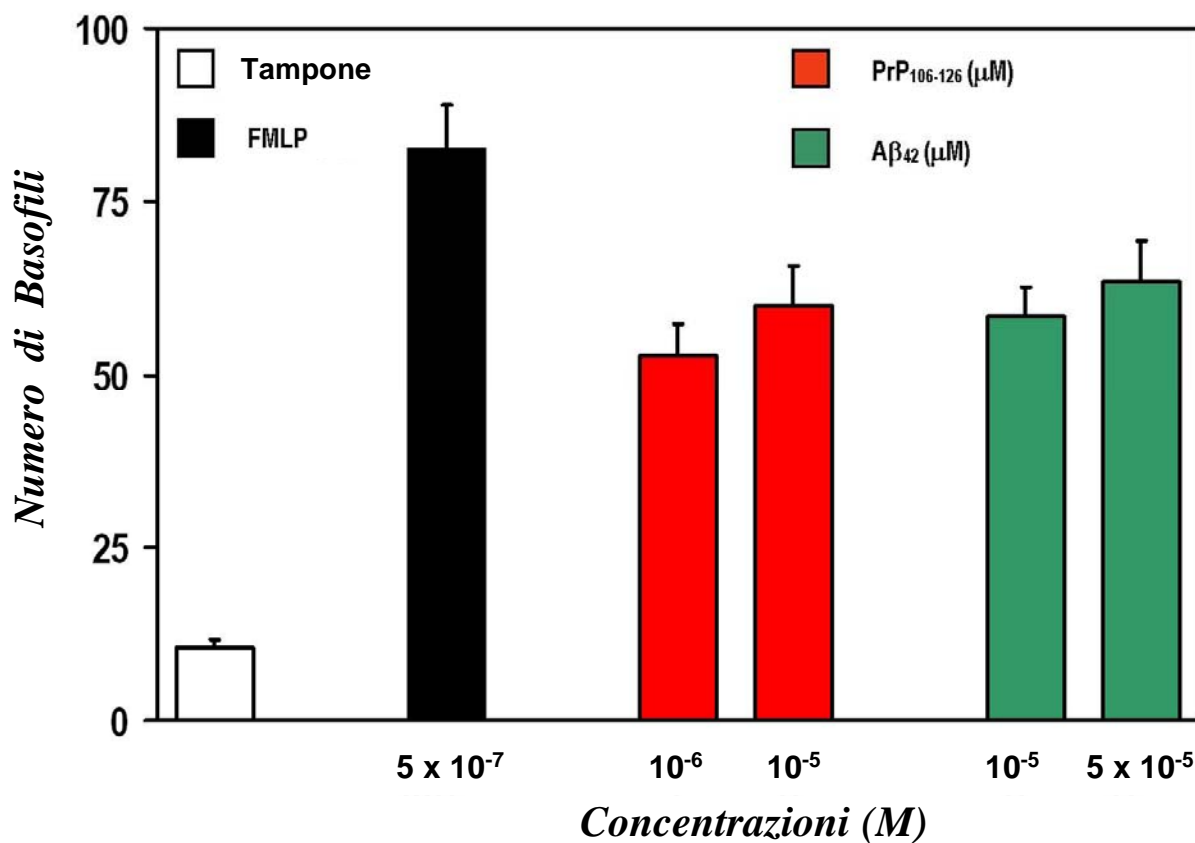 100
75
50
25
0
Numero di Basofili
Tampone
FMLP
PrP₁₀₆₋₁₂₆ (μM)
Aβ₄₂ (μM)
5 x 10⁻⁷
10⁻⁶
10⁻⁵
10⁻⁵
5 x 10⁻⁵
Concentrazioni (M)